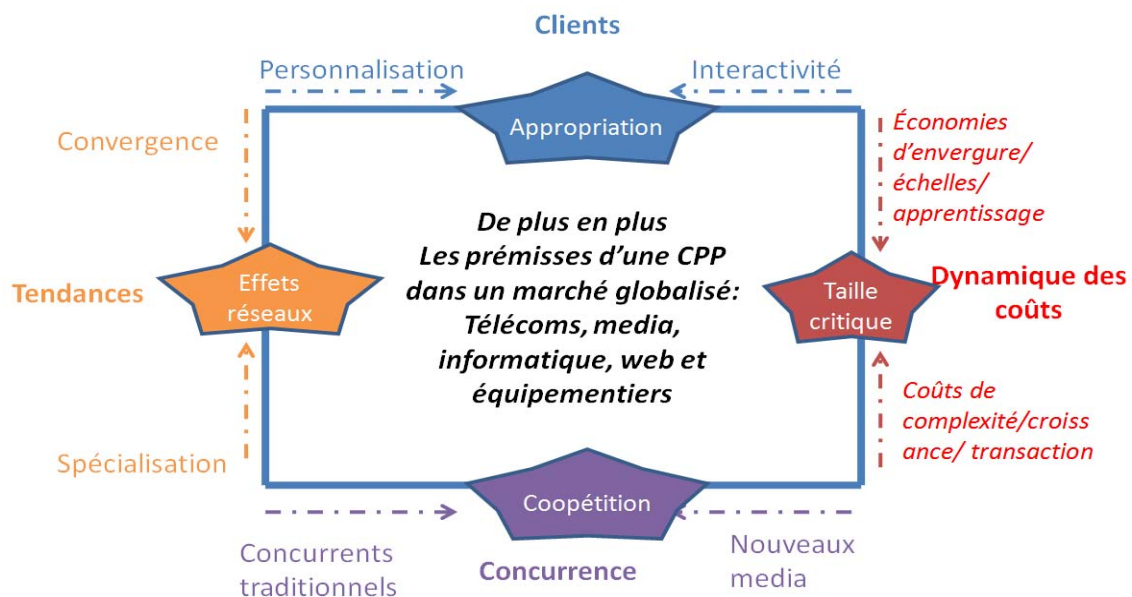 Clients
Personnalisation
Interactivité
Appropriation
Convergence
Économies
d'envergure/
échelles/
apprentissage
De plus en plus
Les prémisses d'une CPP
dans un marché globalisé:
Télécoms, media,
informatique, web et
équipementiers
Tendances
Effets
réseaux
Taille
critique
Dynamique des
coûts
Spécialisation
Coûts de
complexité/croiss
ance/ transaction
Coopétition
Concurrents
traditionnels
Concurrence
Nouveaux
media